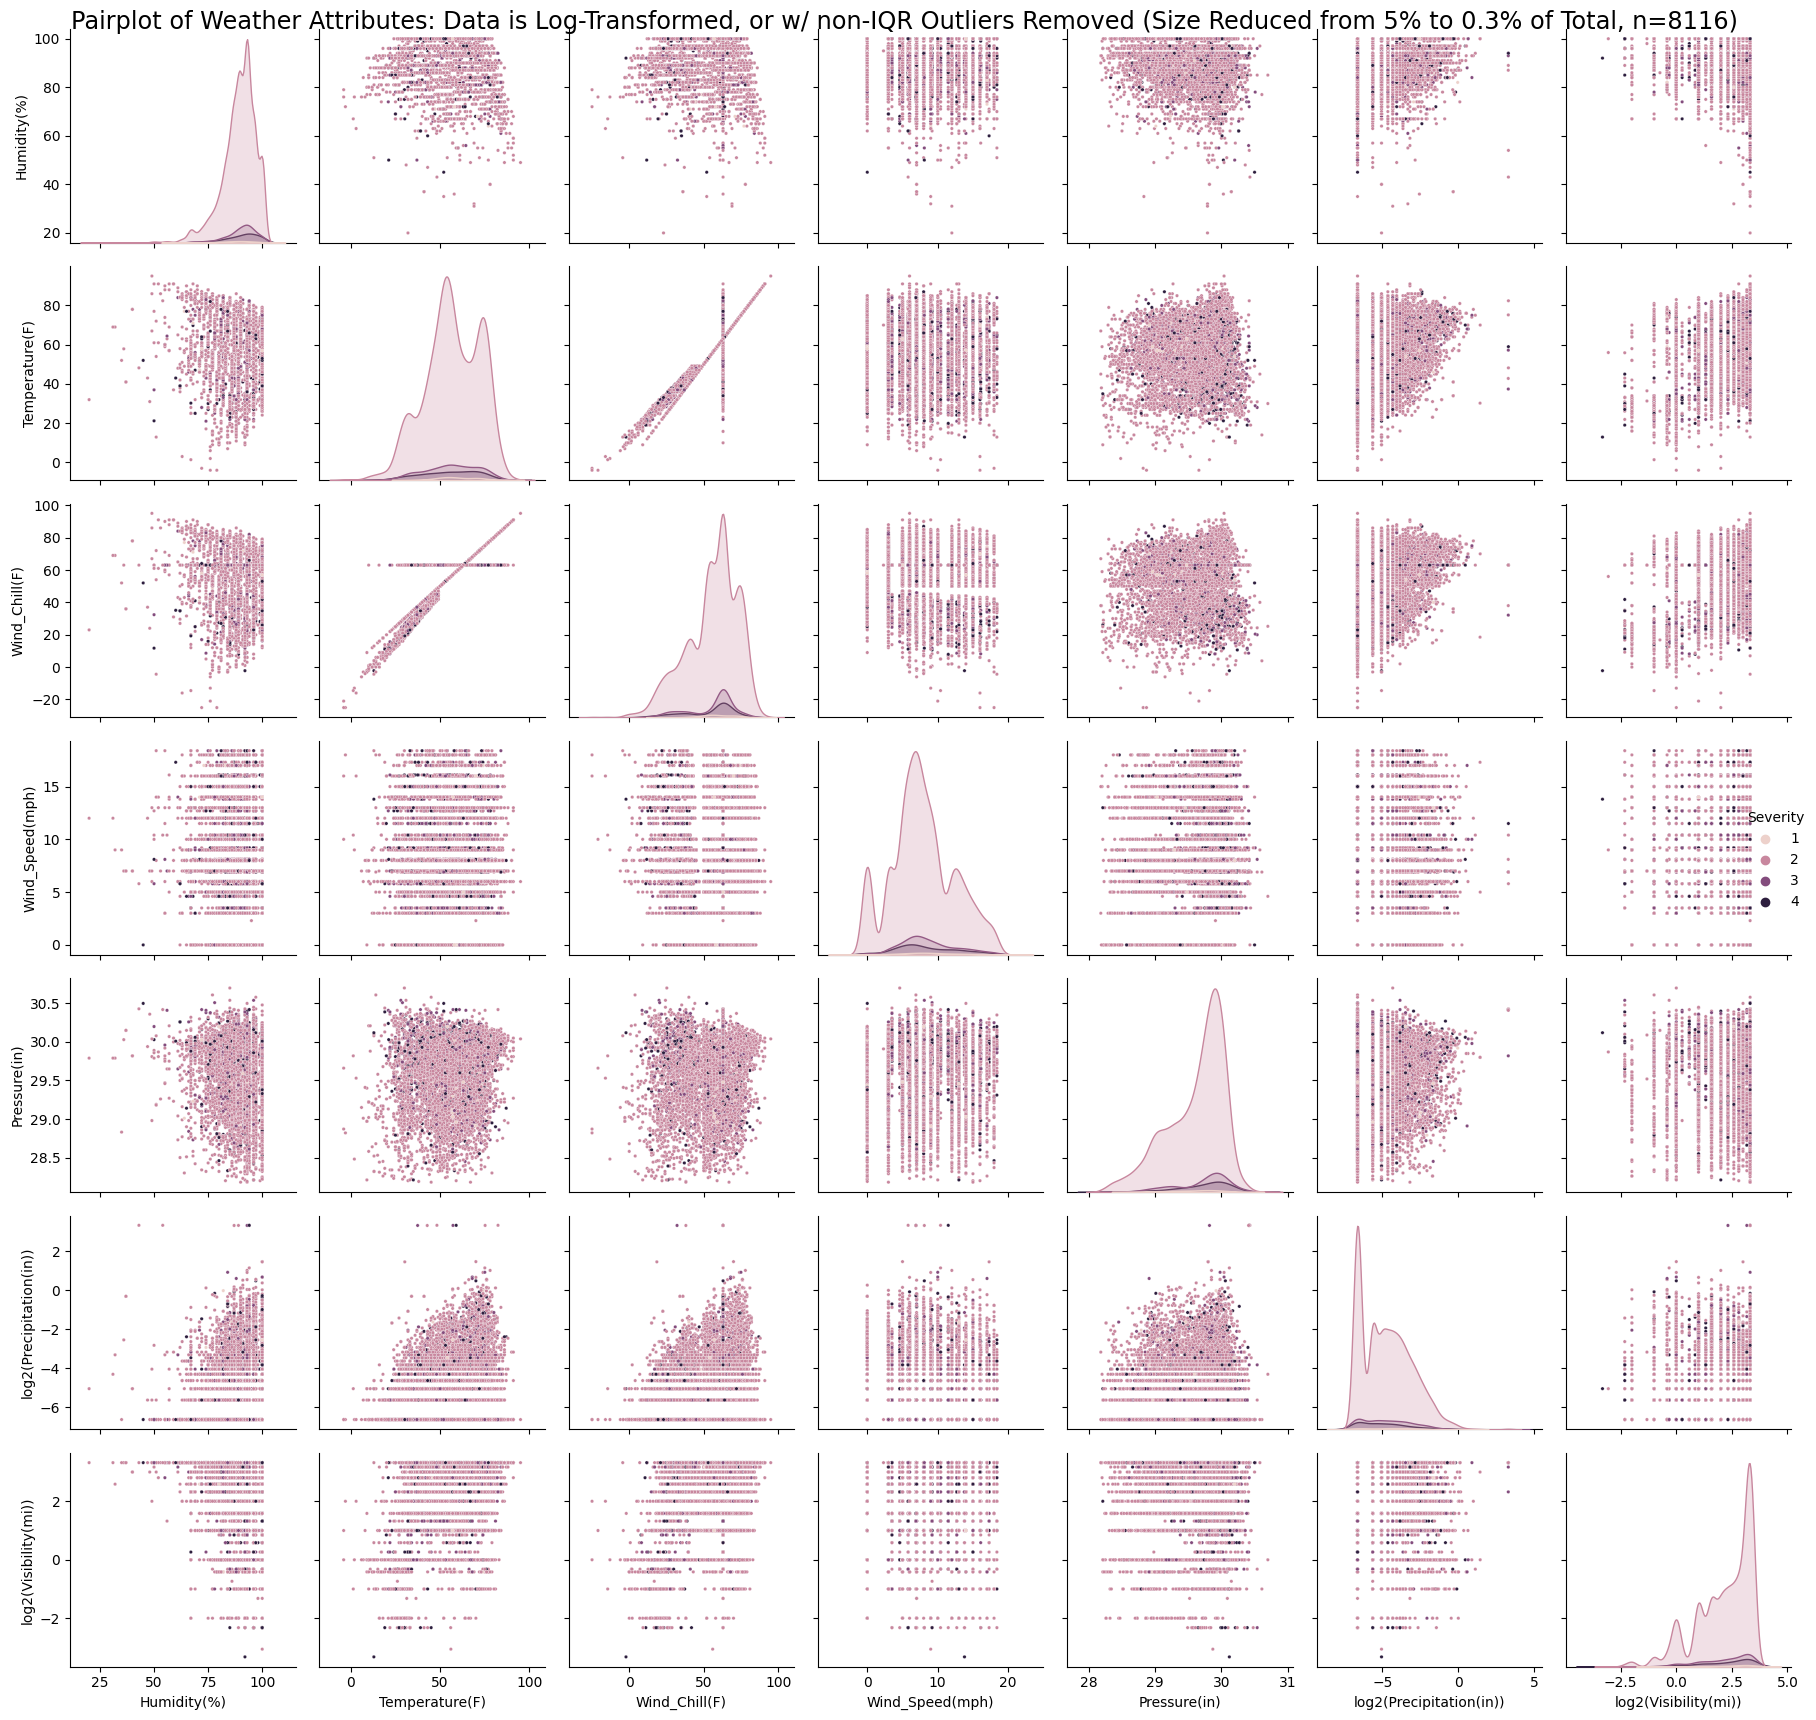 Pairplot of Weather Attributes: Data is Log-Transformed, or w/ non-IQR Outliers Removed (Size Reduced from 5% to 0.3% of Total, n=8116)
Humidity(%)
100
80
60
40
20
Temperature(F)
80
60
40
20
0
Wind_Chill(F)
100
80
60
40
20
0
−20
Wind_Speed(mph)
15
10
5
0
Severity
1
2
3
4
Pressure(in)
30.5
30.0
29.5
29.0
28.5
log2(Precipitation(in))
2
0
−2
−4
−6
log2(Visibility(mi))
2
0
−2
25 50 75 100
0 50 100
0 50 100
0 10 20
28 29 30 31
−5 0 5
−2.5 0.0 2.5 5.0
Humidity(%)
Temperature(F)
Wind_Chill(F)
Wind_Speed(mph)
Pressure(in)
log2(Precipitation(in))
log2(Visibility(mi))